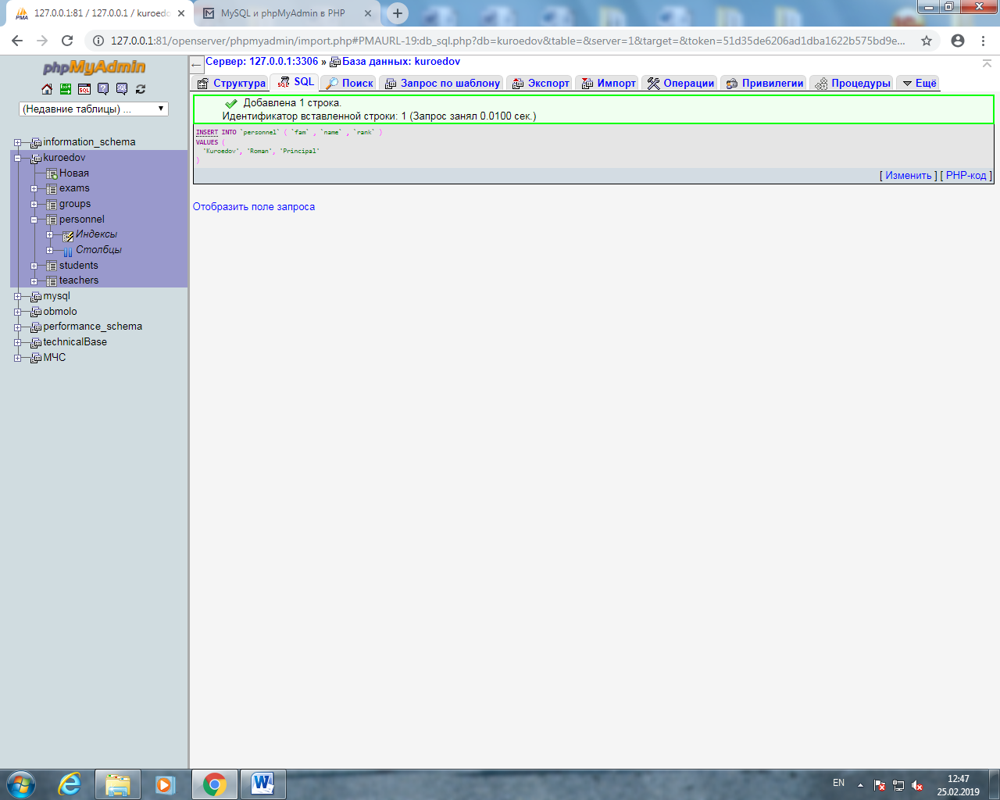 127.0.0.1:81 / 127.0.0.1 / kuroedo
MySQL и phpMyAdmin в PHP
127.0.0.1:81/openserver/phpmyadmin/import.php#PMAURL-19:db_sql.php?db=kuroedov&table=&server=1&target=&token=51d35de6206ad1dba1622b575bd9e...
phpMyAdmin
(Недавние таблицы) ...
information_schema
kuroedov
Новая
exams
groups
personnel
Индексы
Столбцы
students
teachers
mysql
obmolo
performance_schema
technicalBase
МЧС
Сервер: 127.0.0.1:3306 » База данных: kuroedov
Структура
SQL
Поиск
Запрос по шаблону
Экспорт
Импорт
Операции
Привилегии
Процедуры
Ещё
Добавлена 1 строка.
Идентификатор вставленной строки: 1 (Запрос занял 0.0100 сек.)
INSERT INTO `personnel` ( `fam` , `name` , `rank` )
VALUES (
'Kuroedov', 'Roman', 'Principal'
)
[ Изменить ] [ PHP-код ]
Отобразить поле запроса
EN
12:47
25.02.2019